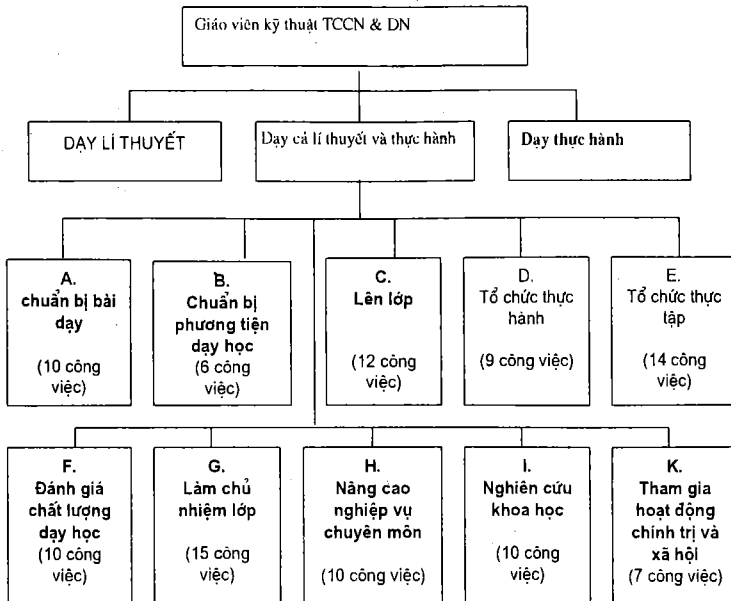 Giáo viên kỹ thuật TCCN & DN
DẠY LÍ THUYẾT
Dạy cả lí thuyết và thực hành
Dạy thực hành
A.
chuẩn bị bài
dạy
(10 công
việc)
B.
Chuẩn bị
phương tiện
dạy học
(6 công
việc)
C.
Lên lớp
(12 công
việc)
D.
Tổ chức thực
hành
(9 công việc)
E.
Tổ chức thực
tập
(14 công
việc)
F.
Đánh giá
chất lượng
dạy học
(10 công
việc)
G.
Làm chủ
nhiệm lớp
(15 công
việc)
H.
Nâng cao
nghiệp vụ
chuyên môn
(10 công việc)
I.
Nghiên cứu
khoa học
(10 công
việc)
K.
Tham gia
hoạt động
chính trị và
xã hội
(7 công việc)